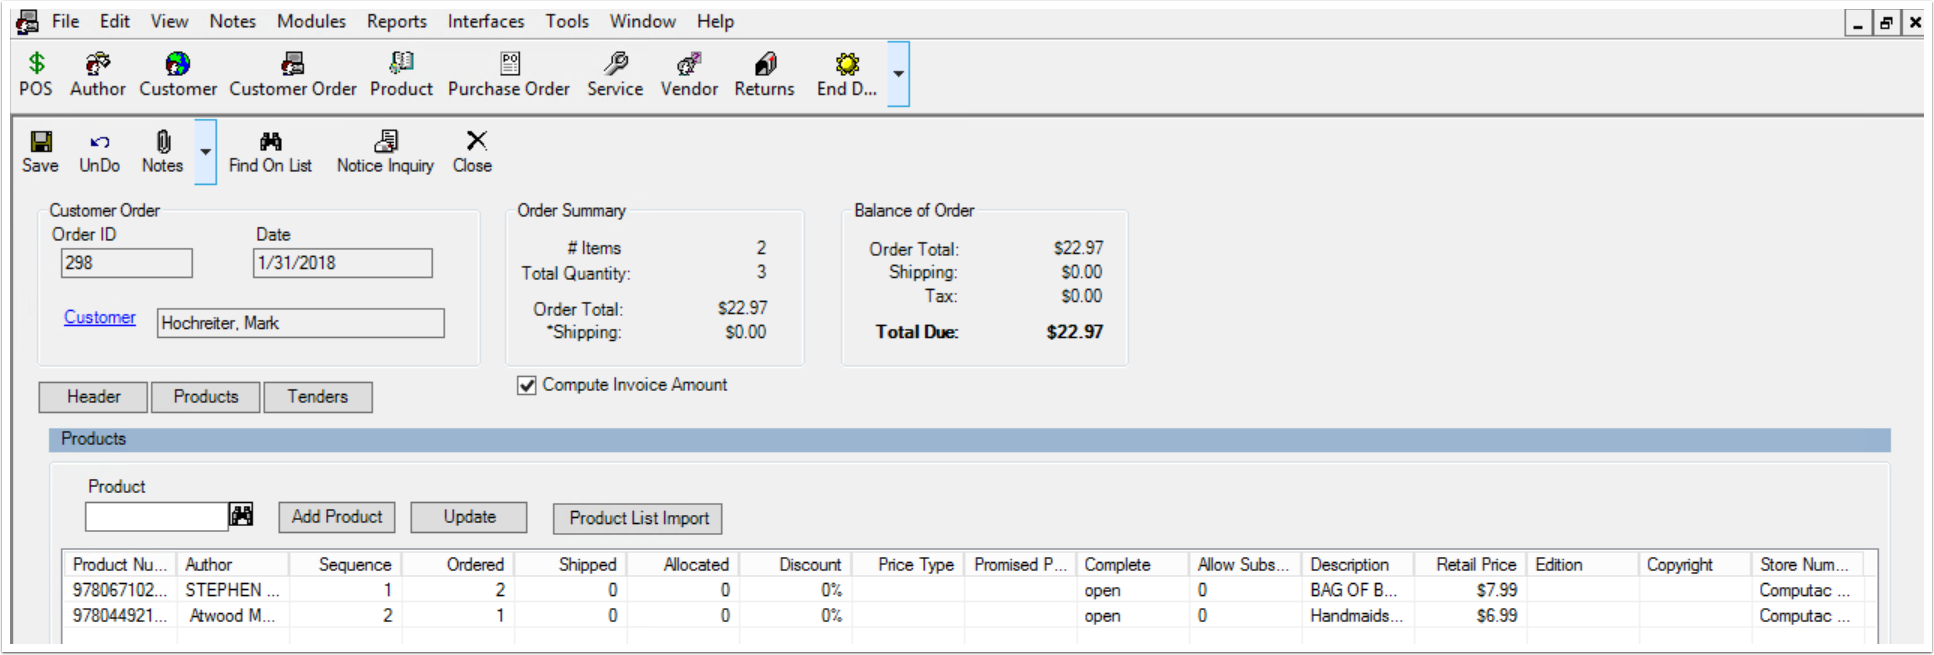 File Edit View Notes Modules Reports Interfaces Tools Window Help
POS Author Customer Customer Order Product Purchase Order Service Vendor Returns End D...
Save UnDo Notes Find On List Notice Inquiry Close
Customer Order
Order ID Date
298 1/31/2018
Customer Hochreiter, Mark
Order Summary
# Items 2
Total Quantity: 3
Order Total: $22.97
*Shipping: $0.00
Balance of Order
Order Total: $22.97
Shipping: $0.00
Tax: $0.00
Total Due: $22.97
Compute Invoice Amount
Header Products Tenders
Products
Product
Add Product Update Product List Import
Product Nu... Author Sequence Ordered Shipped Allocated Discount Price Type Promised P... Complete Allow Subs... Description Retail Price Edition Copyright Store Num...
978067102... STEPHEN ... 1 2 0 0 0% open 0 BAG OF B... $7.99 Computac ...
978044921... Atwood M... 2 1 0 0 0% open 0 Handmaids... $6.99 Computac ...